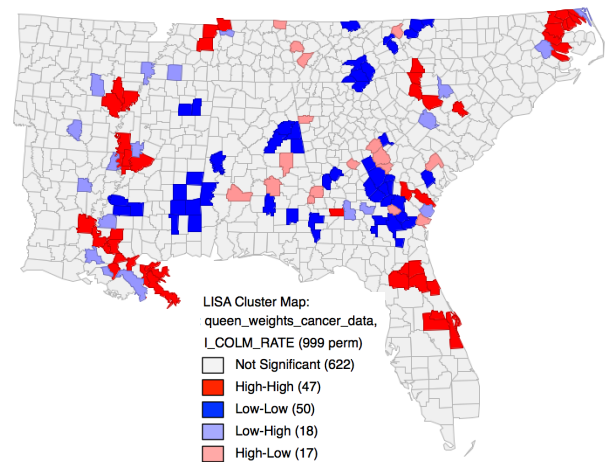 LISA Cluster Map:
queen_weights_cancer_data,
I_COLM_RATE (999 perm)
Not Significant (622)
High-High (47)
Low-Low (50)
Low-High (18)
High-Low (17)